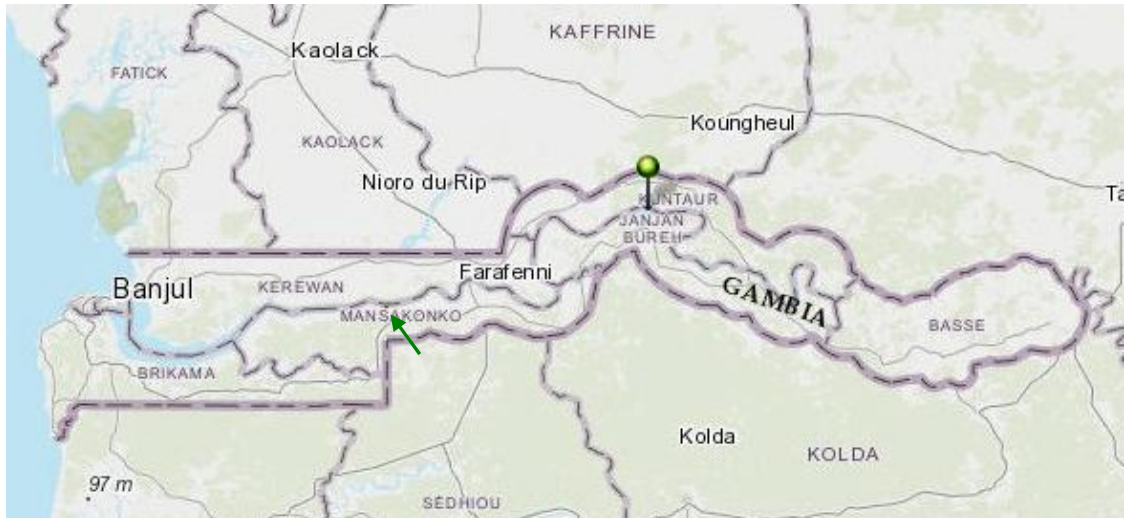 KAFFRINE
Kaolack
FATICK
Koungheul
KAOLACK
Nioro du Rip
Ta
KUNTAUR
JANJAN
BUREH
Farafenni
Banjul
KEREWAN
GAMBIA
MANSAKONKO
BASSE
BRIKAMA
Kolda
KOLDA
97 m
SÉDHIOU